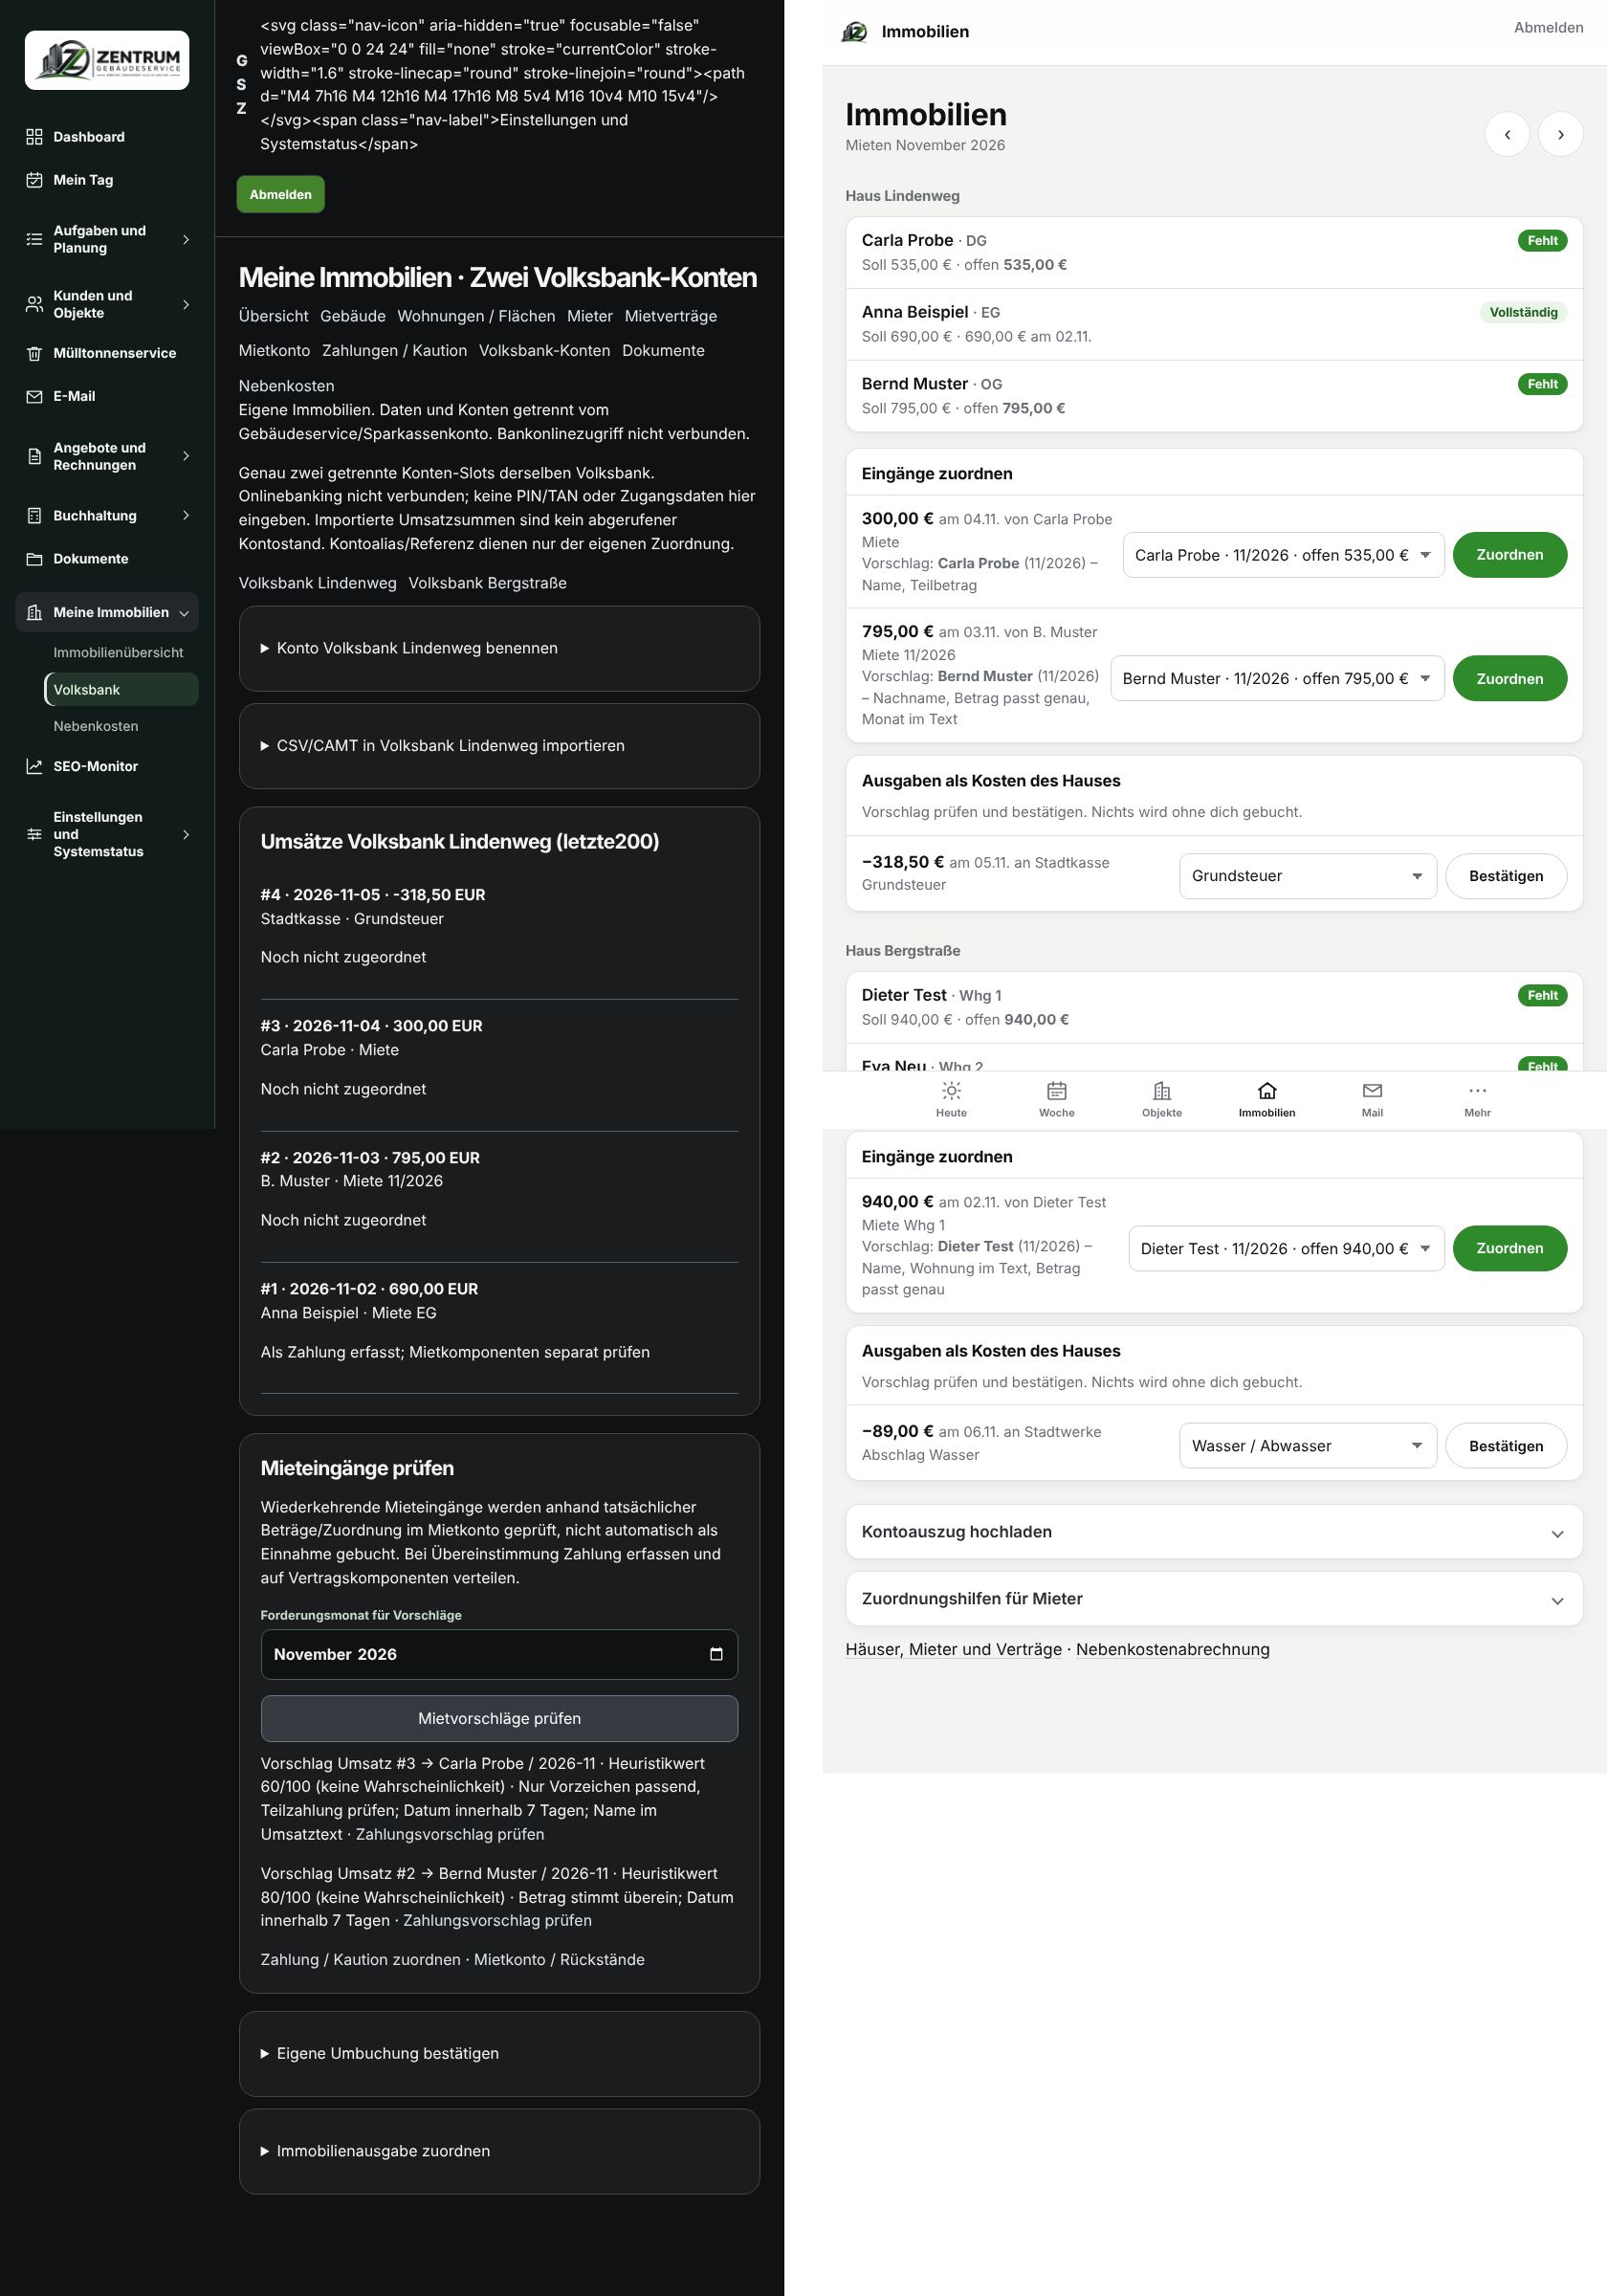 ZENTRUM
GEBÄUDESERVICE
Dashboard
Mein Tag
Aufgaben und
Planung
Kunden und
Objekte
Mülltonnenservice
E-Mail
Angebote und
Rechnungen
Buchhaltung
Dokumente
Meine Immobilien
Immobilienübersicht
Volksbank
Nebenkosten
SEO-Monitor
Einstellungen
und
Systemstatus
G
S
Z
<svg class="nav-icon" aria-hidden="true" focusable="false"
viewBox="0 0 24 24" fill="none" stroke="currentColor" stroke-
width="1.6" stroke-linecap="round" stroke-linejoin="round"><path
d="M4 7h16 M4 12h16 M4 17h16 M8 5v4 M16 10v4 M10 15v4"/>
</svg><span class="nav-label">Einstellungen und
Systemstatus</span>
Abmelden
Meine Immobilien · Zwei Volksbank-Konten
Übersicht Gebäude Wohnungen / Flächen Mieter Mietverträge
Mietkonto Zahlungen / Kaution Volksbank-Konten Dokumente
Nebenkosten
Eigene Immobilien. Daten und Konten getrennt vom
Gebäudeservice/Sparkassenkonto. Bankonlinezugriff nicht verbunden.
Genau zwei getrennte Konten-Slots derselben Volksbank.
Onlinebanking nicht verbunden; keine PIN/TAN oder Zugangsdaten hier
eingeben. Importierte Umsatzsummen sind kein abgerufener
Kontostand. Kontoalias/Referenz dienen nur der eigenen Zuordnung.
Volksbank Lindenweg Volksbank Bergstraße
▶ Konto Volksbank Lindenweg benennen
▶ CSV/CAMT in Volksbank Lindenweg importieren
Umsätze Volksbank Lindenweg (letzte200)
#4 · 2026-11-05 · -318,50 EUR
Stadtkasse · Grundsteuer
Noch nicht zugeordnet
#3 · 2026-11-04 · 300,00 EUR
Carla Probe · Miete
Noch nicht zugeordnet
#2 · 2026-11-03 · 795,00 EUR
B. Muster · Miete 11/2026
Noch nicht zugeordnet
#1 · 2026-11-02 · 690,00 EUR
Anna Beispiel · Miete EG
Als Zahlung erfasst; Mietkomponenten separat prüfen
Mieteingänge prüfen
Wiederkehrende Mieteingänge werden anhand tatsächlicher
Beträge/Zuordnung im Mietkonto geprüft, nicht automatisch als
Einnahme gebucht. Bei Übereinstimmung Zahlung erfassen und
auf Vertragskomponenten verteilen.
Forderungsmonat für Vorschläge
November 2026
Mietvorschläge prüfen
Vorschlag Umsatz #3 → Carla Probe / 2026-11 · Heuristikwert
60/100 (keine Wahrscheinlichkeit) · Nur Vorzeichen passend,
Teilzahlung prüfen; Datum innerhalb 7 Tagen; Name im
Umsatztext · Zahlungsvorschlag prüfen
Vorschlag Umsatz #2 → Bernd Muster / 2026-11 · Heuristikwert
80/100 (keine Wahrscheinlichkeit) · Betrag stimmt überein; Datum
innerhalb 7 Tagen · Zahlungsvorschlag prüfen
Zahlung / Kaution zuordnen · Mietkonto / Rückstände
▶ Eigene Umbuchung bestätigen
▶ Immobilienausgabe zuordnen
Immobilien
Abmelden
Immobilien
Mieten November 2026
‹ ›
Haus Lindenweg
Carla Probe · DG
Fehlt
Soll 535,00 € · offen 535,00 €
Anna Beispiel · EG
Vollständig
Soll 690,00 € · 690,00 € am 02.11.
Bernd Muster · OG
Fehlt
Soll 795,00 € · offen 795,00 €
Eingänge zuordnen
300,00 € am 04.11. von Carla Probe
Miete
Vorschlag: Carla Probe (11/2026) –
Name, Teilbetrag
Carla Probe · 11/2026 · offen 535,00 €
Zuordnen
795,00 € am 03.11. von B. Muster
Miete 11/2026
Vorschlag: Bernd Muster (11/2026)
– Nachname, Betrag passt genau,
Monat im Text
Bernd Muster · 11/2026 · offen 795,00 €
Zuordnen
Ausgaben als Kosten des Hauses
Vorschlag prüfen und bestätigen. Nichts wird ohne dich gebucht.
−318,50 € am 05.11. an Stadtkasse
Grundsteuer
Grundsteuer
Bestätigen
Haus Bergstraße
Dieter Test · Whg 1
Fehlt
Soll 940,00 € · offen 940,00 €
Eva Neu · Whg 2
Fehlt
Heute
Woche
Objekte
Immobilien
Mail
Mehr
Eingänge zuordnen
940,00 € am 02.11. von Dieter Test
Miete Whg 1
Vorschlag: Dieter Test (11/2026) –
Name, Wohnung im Text, Betrag
passt genau
Dieter Test · 11/2026 · offen 940,00 €
Zuordnen
Ausgaben als Kosten des Hauses
Vorschlag prüfen und bestätigen. Nichts wird ohne dich gebucht.
−89,00 € am 06.11. an Stadtwerke
Abschlag Wasser
Wasser / Abwasser
Bestätigen
Kontoauszug hochladen
Zuordnungshilfen für Mieter
Häuser, Mieter und Verträge · Nebenkostenabrechnung